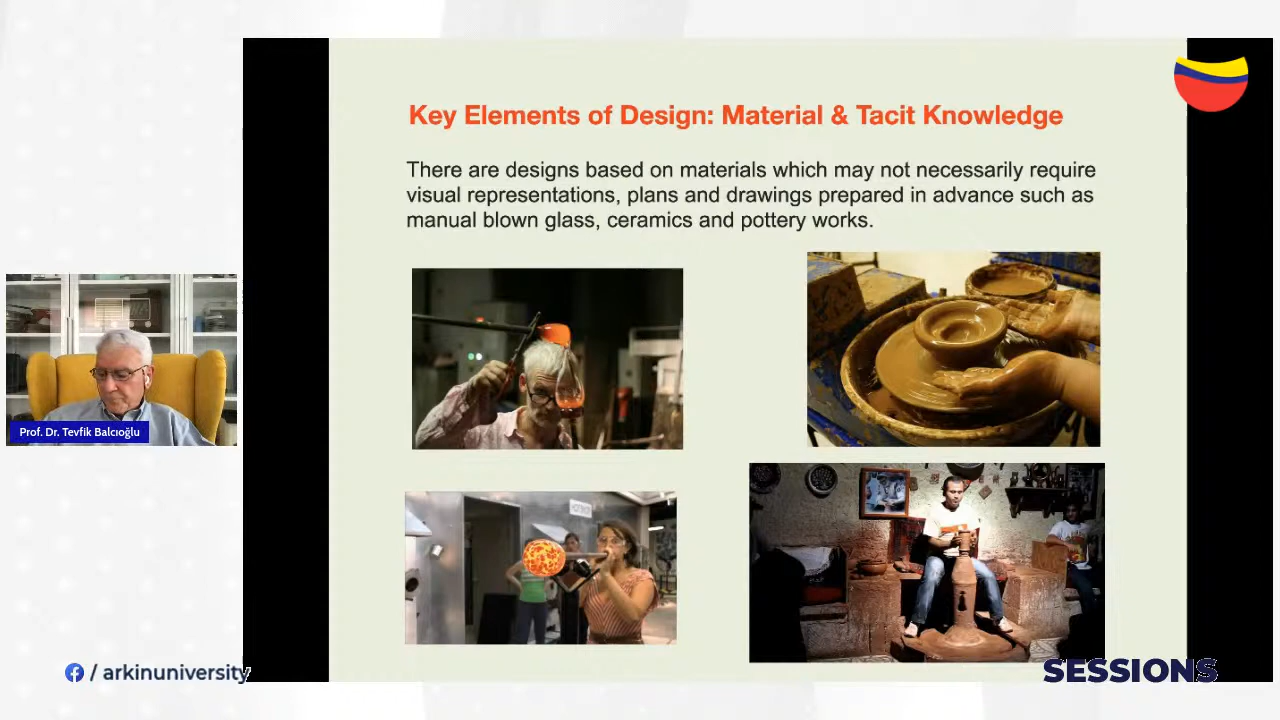 Key Elements of Design: Material & Tacit Knowledge
There are designs based on materials which may not necessarily require
visual representations, plans and drawings prepared in advance such as
manual blown glass, ceramics and pottery works.
Prof. Dr. Tevfik Balcıoğlu
/ arkinuniversity
SESSIONS